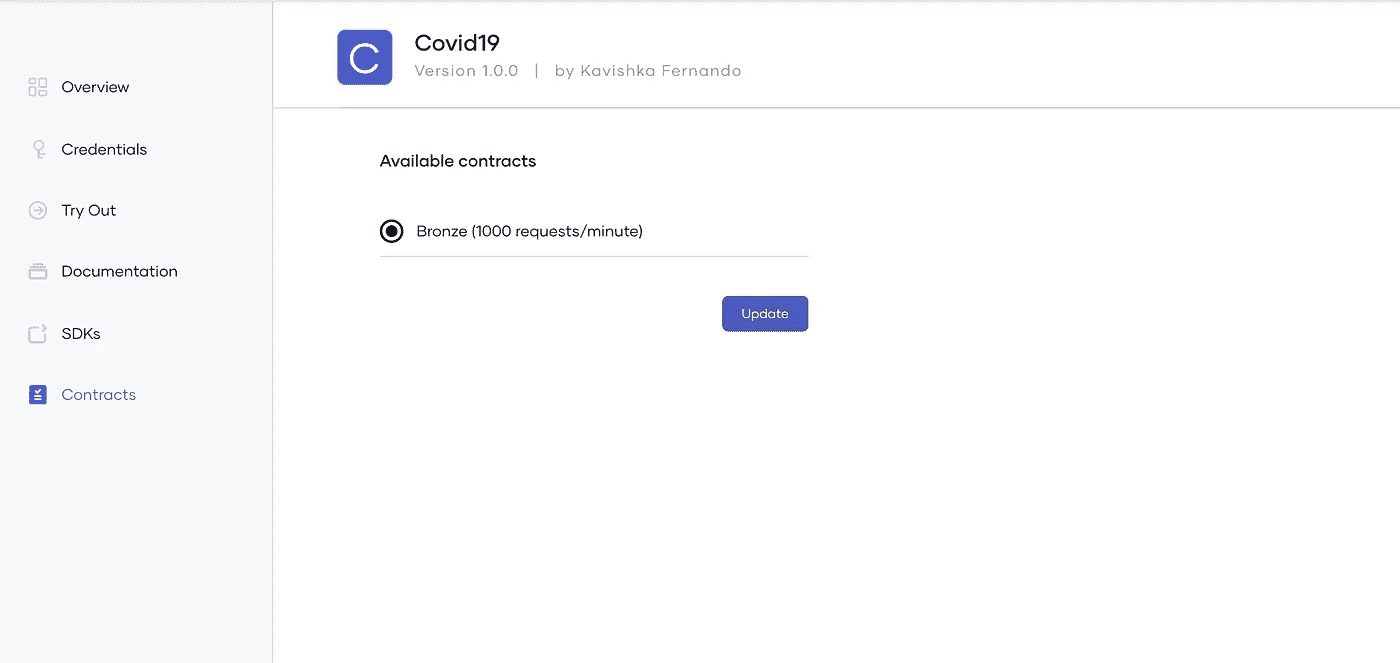 Overview
Credentials
Try Out
Documentation
SDKs
Contracts
C
Covid19
Version 1.0.0 | by Kavishka Fernando
Available contracts
Bronze (1000 requests/minute)
Update